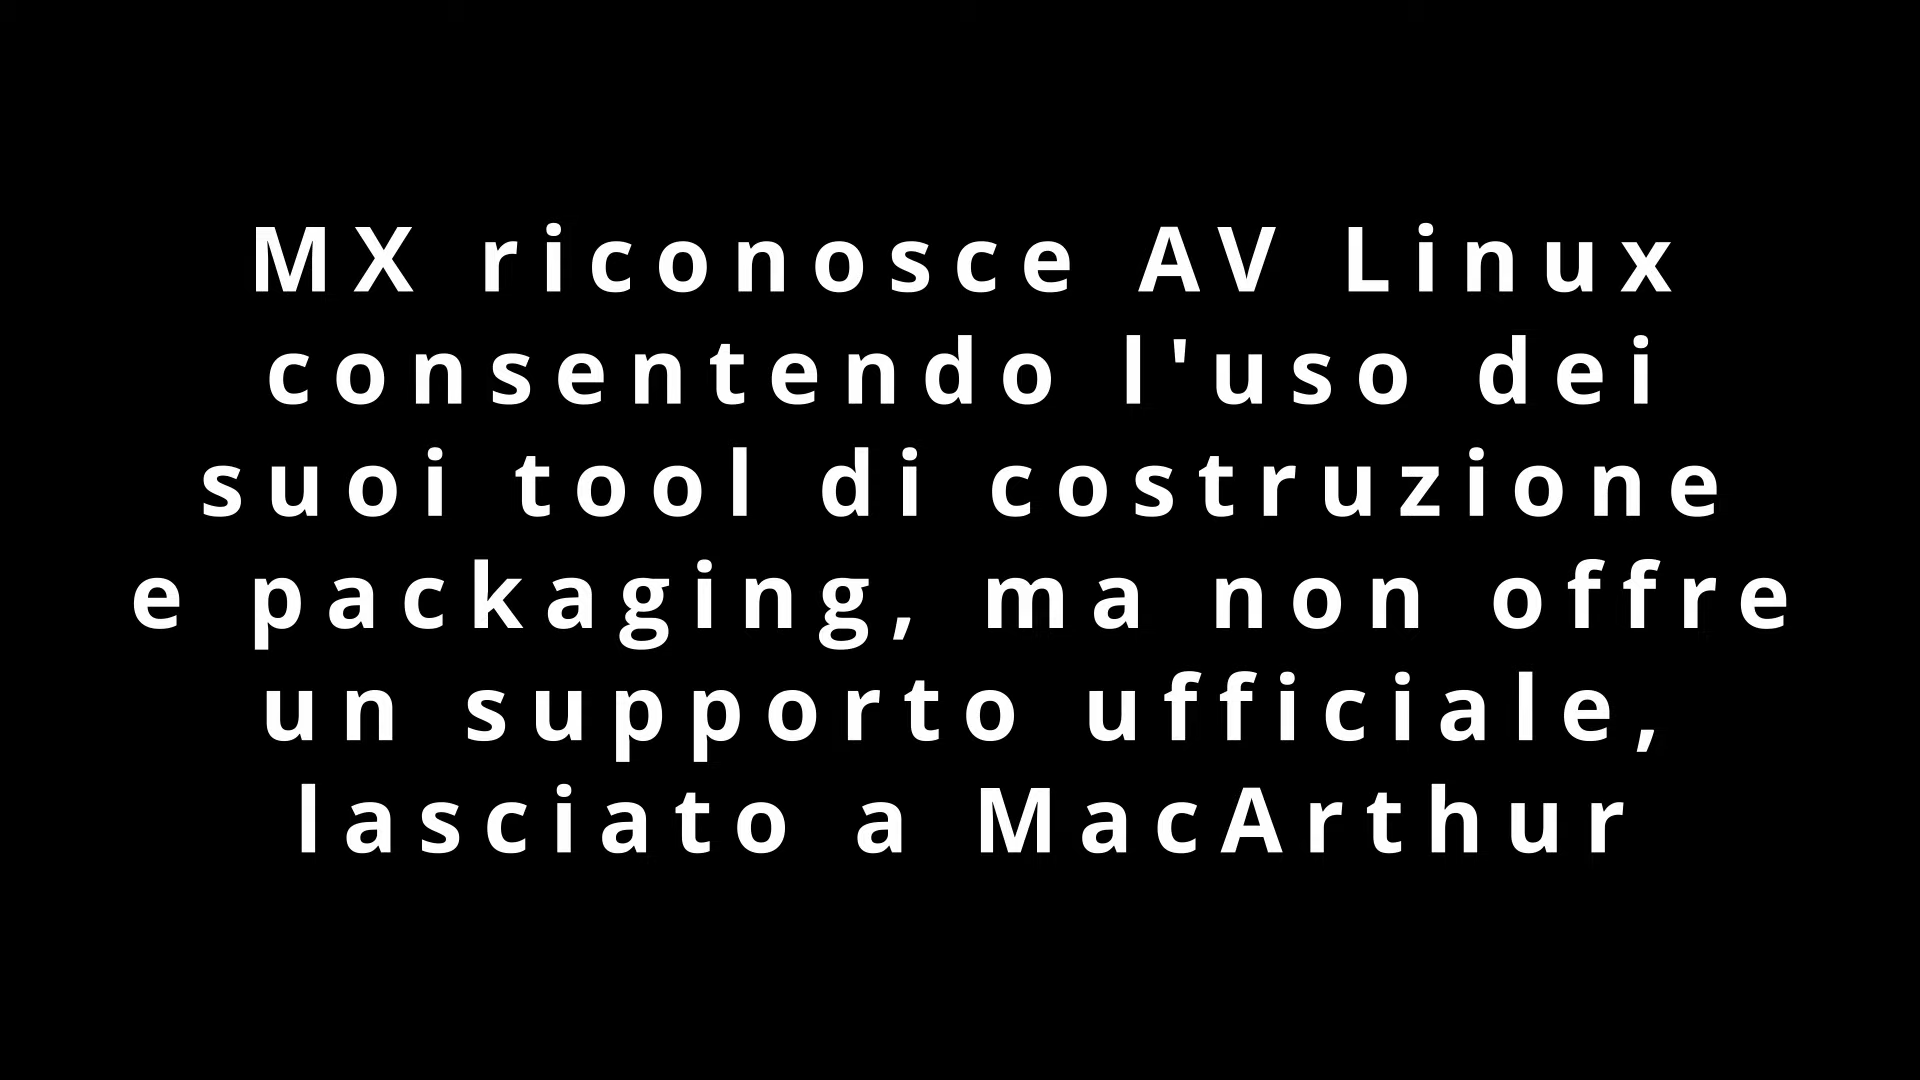 MX riconosce AV Linux
consentendo l'uso dei
suoi tool di costruzione
e packaging, ma non offre
un supporto ufficiale,
lasciato a MacArthur